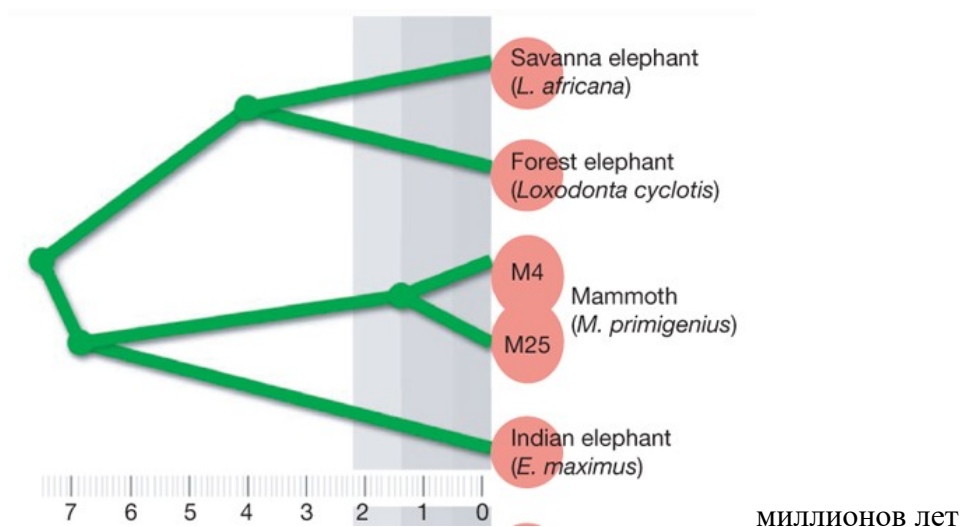 Savanna elephant
(L. africana)
Forest elephant
(Loxodonta cyclotis)
M4
Mammoth
(M. primigenius)
M25
Indian elephant
(E. maximus)
7 6 5 4 3 2 1 0
миллионов лет